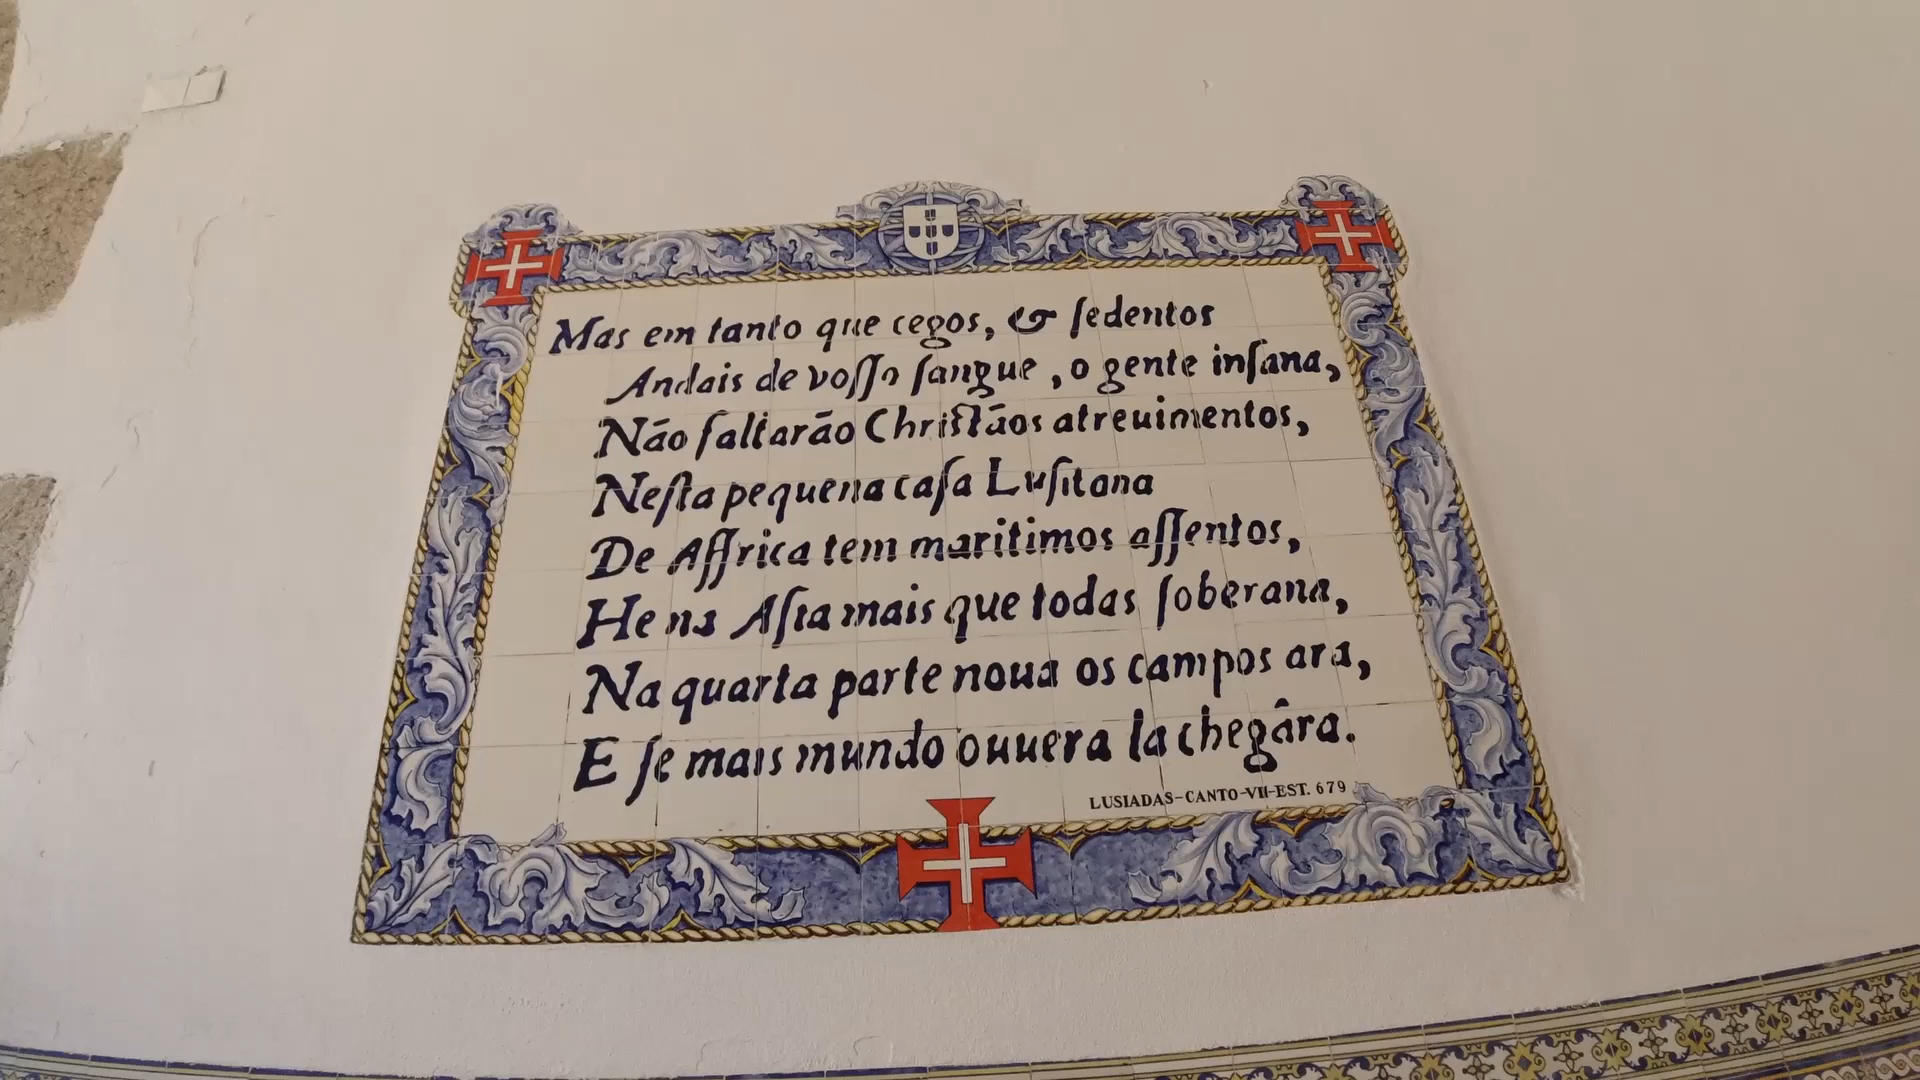 Mas em tanto que cegos, & ſedentos
Andais de voſſo ſangue, o gente inſana,
Não faltarão Chriſtãos atreuimentos,
Neſta pequena caſa Luſitana
De Affrica tem maritimos aſſentos,
He na Aſia mais que todas ſoberana,
Na quarta parte noua os campos ara,
E ſe mais mundo ouuera la chegâra.
LUSIADAS-CANTO-VII-EST. 679